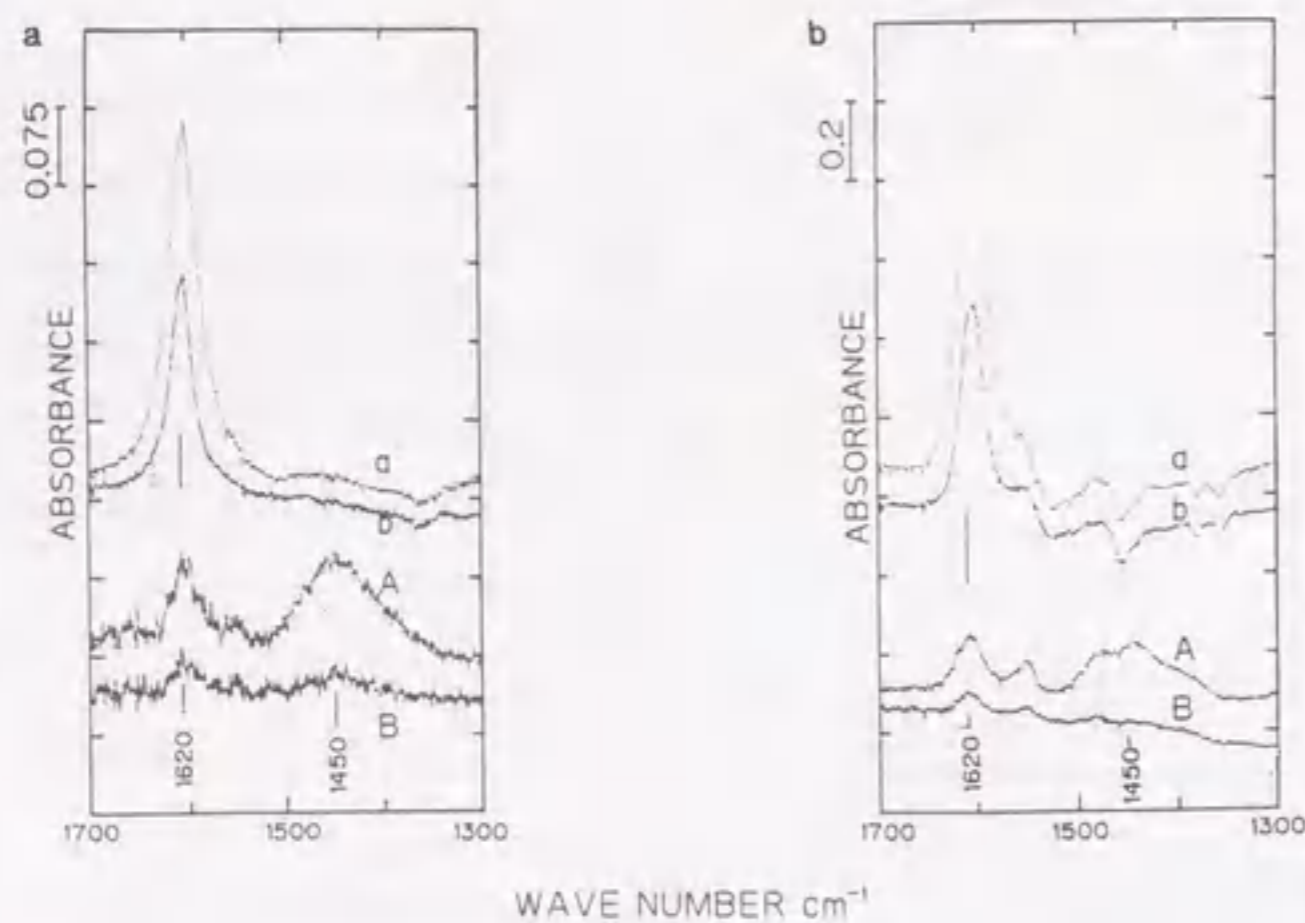 a
0.075
ABSORBANCE
a
b
A
B
1620
1450
1700
1500
1300
b
0.2
ABSORBANCE
a
b
A
B
1620
1450
1700
1500
1300
WAVE NUMBER cm⁻¹